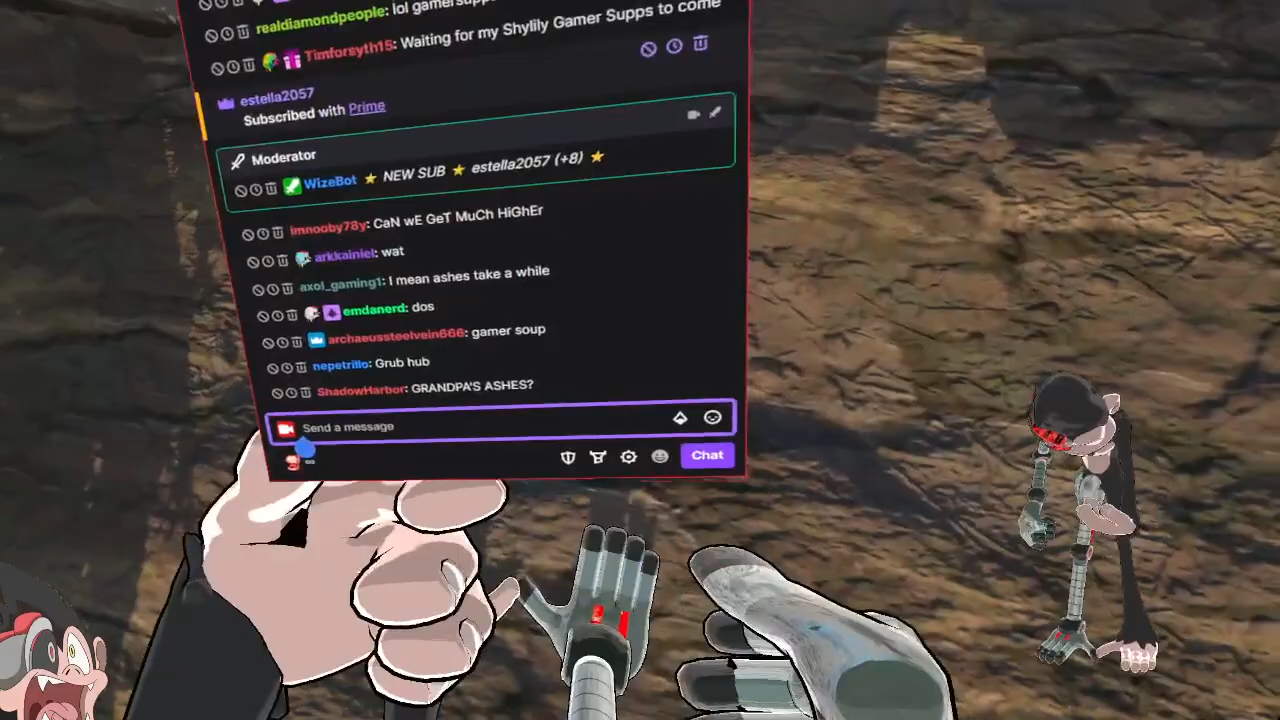 realdiamondpeople: lol gamersupps
Timforsyth15: Waiting for my Shylily Gamer Supps to come
estella2057
Subscribed with Prime
Moderator
WizeBot ⭐ NEW SUB ⭐ estella2057 (+8) ⭐
imnooby78y: CaN wE GeT MuCh HiGhEr
arkkainiel: wat
axol_gaming1: I mean ashes take a while
emdanerd: dos
archaeussteelvein666: gamer soup
nepetrillo: Grub hub
ShadowHarbor: GRANDPA'S ASHES?
Send a message
Chat